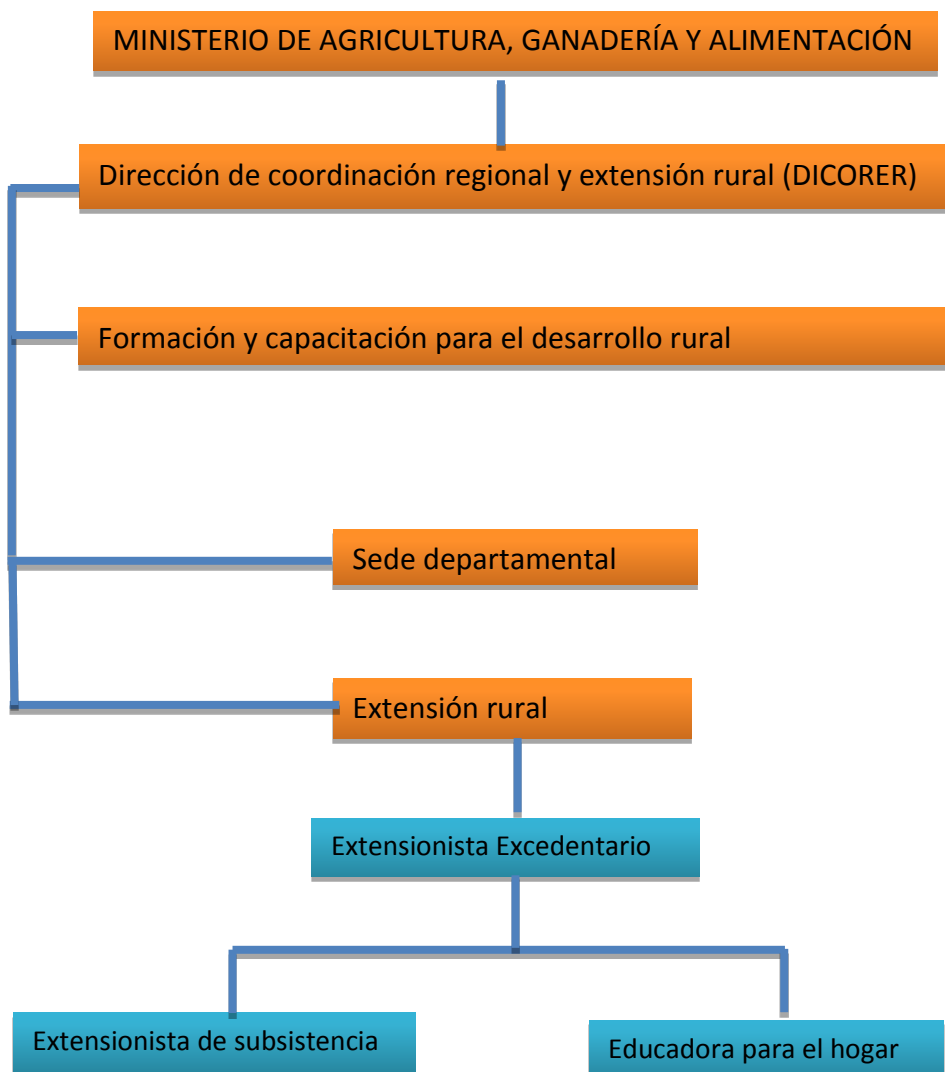 MINISTERIO DE AGRICULTURA, GANADERÍA Y ALIMENTACIÓN
Dirección de coordinación regional y extensión rural (DICORER)
Formación y capacitación para el desarrollo rural
Sede departamental
Extensión rural
Extensionista Excedentario
Extensionista de subsistencia
Educadora para el hogar